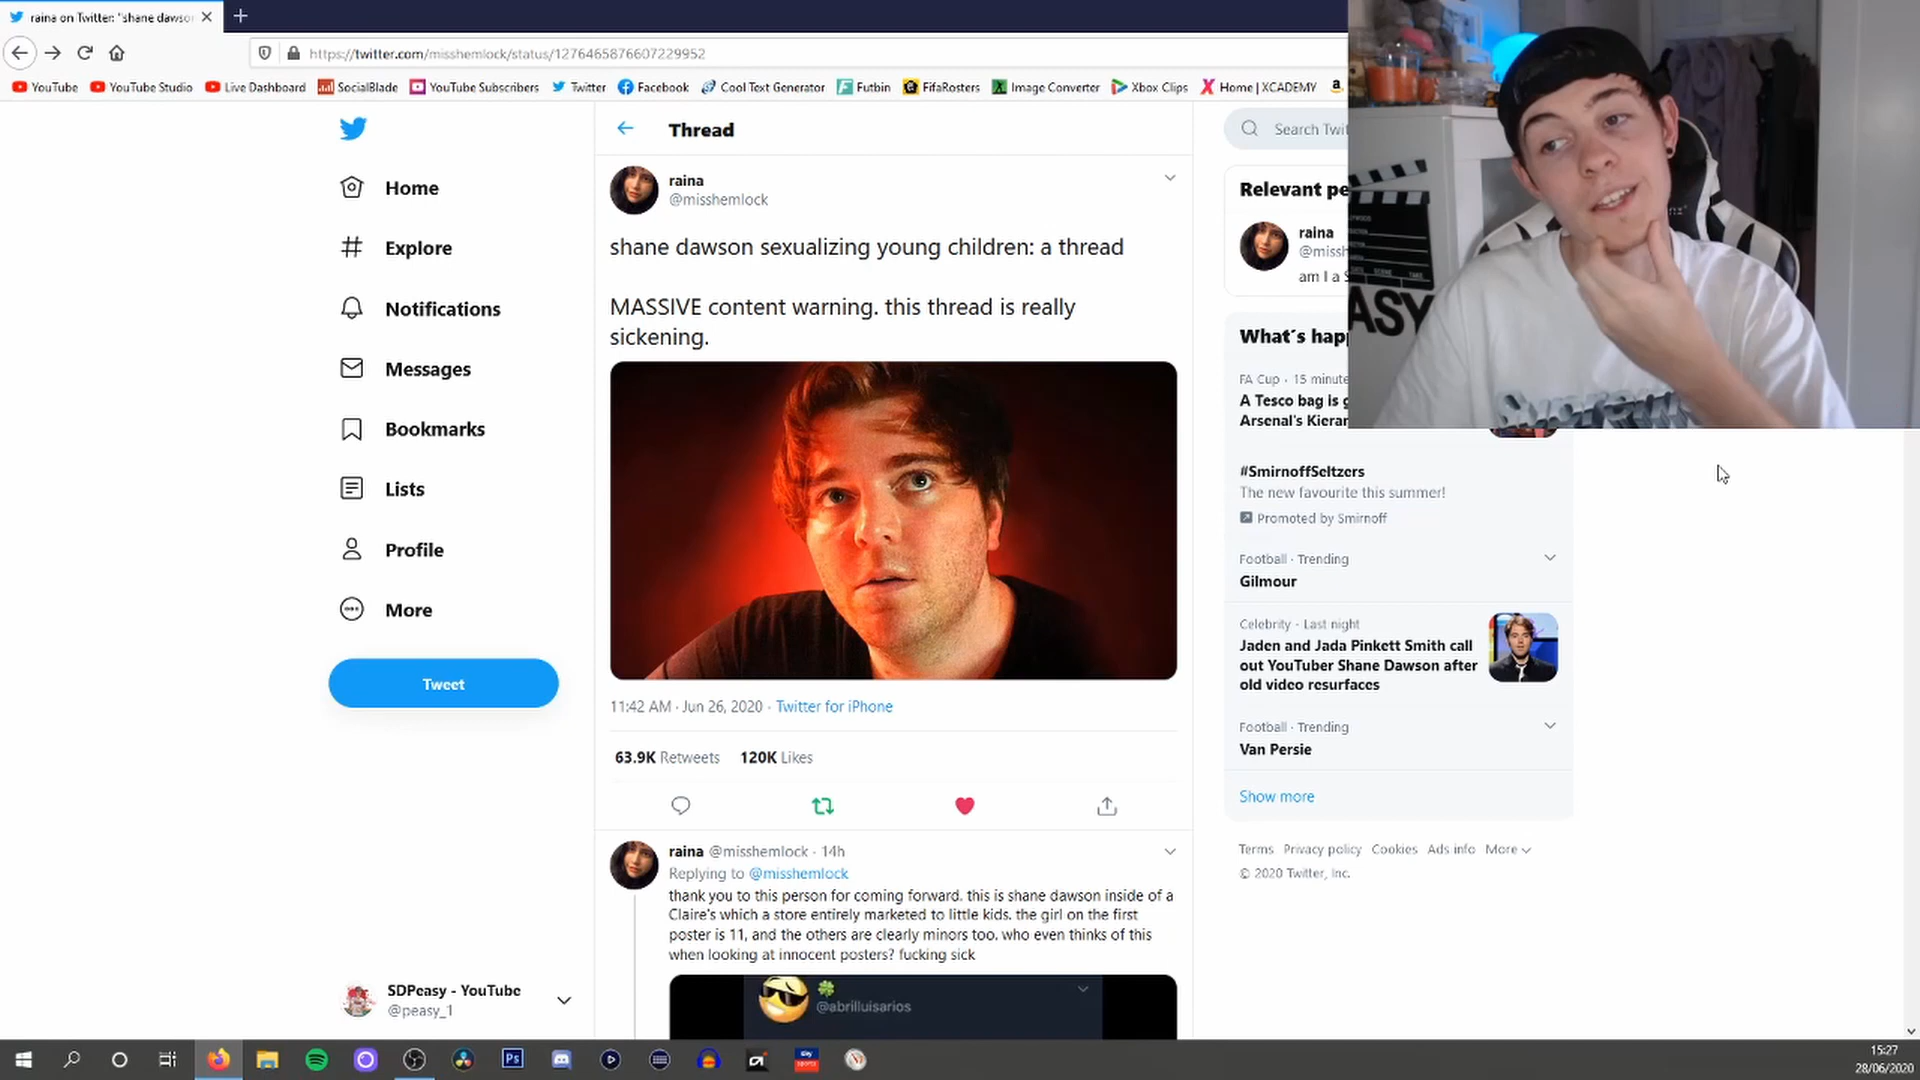 raina on Twitter: "shane dawso
https://twitter.com/misshemlock/status/1276465876607229952
YouTube
YouTube Studio
Live Dashboard
SocialBlade
YouTube Subscribers
Twitter
Facebook
Cool Text Generator
Futbin
FifaRosters
Image Converter
Xbox Clips
Home | XCADEMY
Home
Explore
Notifications
Messages
Bookmarks
Lists
Profile
More
Tweet
SDPeasy - YouTube
@peasy_1
Thread
raina
@misshemlock
shane dawson sexualizing young children: a thread
MASSIVE content warning. this thread is really
sickening.
11:42 AM · Jun 26, 2020 · Twitter for iPhone
63.9K Retweets 120K Likes
raina @misshemlock · 14h
Replying to @misshemlock
thank you to this person for coming forward. this is shane dawson inside of a
Claire's which a store entirely marketed to little kids. the girl on the first
poster is 11, and the others are clearly minors too. who even thinks of this
when looking at innocent posters? fucking sick
@abrilluisarios
Search Twi
Relevant pe
raina
@missh
am I a S
What's hap
FA Cup · 15 minute
A Tesco bag is g
Arsenal's Kierar
#SmirnoffSeltzers
The new favourite this summer!
Promoted by Smirnoff
Football · Trending
Gilmour
Celebrity · Last night
Jaden and Jada Pinkett Smith call
out YouTuber Shane Dawson after
old video resurfaces
Football · Trending
Van Persie
Show more
Terms Privacy policy Cookies Ads info More
© 2020 Twitter, Inc.
ASY
Supreme
Ps
sky
sports
15:27
28/06/2020